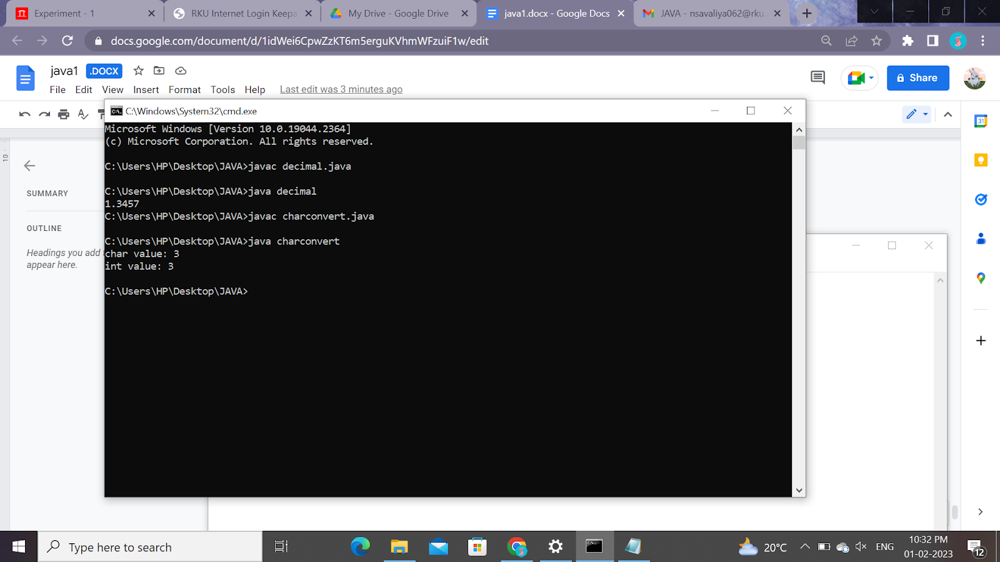 Experiment - 1
RKU Internet Login Keepa
My Drive - Google Drive
java1.docx - Google Docs
JAVA - nsavaliya062@rku.
docs.google.com/document/d/1idWei6CpwZzKT6m5erguKVhmWFzuiF1w/edit
java1 .DOCX
Share
File Edit View Insert Format Tools Help Last edit was 3 minutes ago
C:\Windows\System32\cmd.exe
Microsoft Windows [Version 10.0.19044.2364]
(c) Microsoft Corporation. All rights reserved.
C:\Users\HP\Desktop\JAVA>javac decimal.java
C:\Users\HP\Desktop\JAVA>java decimal
1.3457
C:\Users\HP\Desktop\JAVA>javac charconvert.java
C:\Users\HP\Desktop\JAVA>java charconvert
char value: 3
int value: 3
C:\Users\HP\Desktop\JAVA>
10
SUMMARY
OUTLINE
Headings you add
appear here.
31
Type here to search
20°C
ENG
10:32 PM
01-02-2023
12